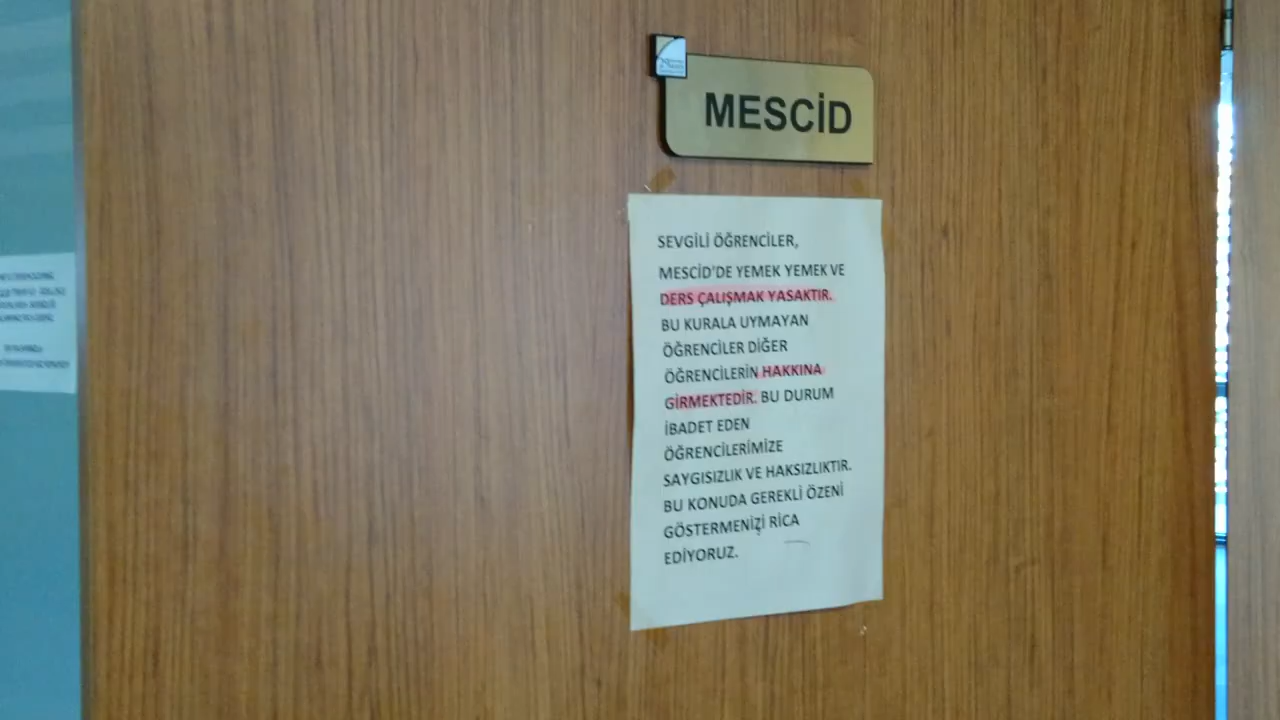 MESCİD
SEVGİLİ ÖĞRENCİLER,
MESCİD'DE YEMEK YEMEK VE
DERS ÇALIŞMAK YASAKTIR.
BU KURALA UYMAYAN
ÖĞRENCİLER DİĞER
ÖĞRENCİLERİN HAKKINA
GİRMEKTEDİR. BU DURUM
İBADET EDEN
ÖĞRENCİLERİMİZE
SAYGISIZLIK VE HAKSIZLIKTIR.
BU KONUDA GEREKLİ ÖZENİ
GÖSTERMENİZİ RİCA
EDİYORUZ.